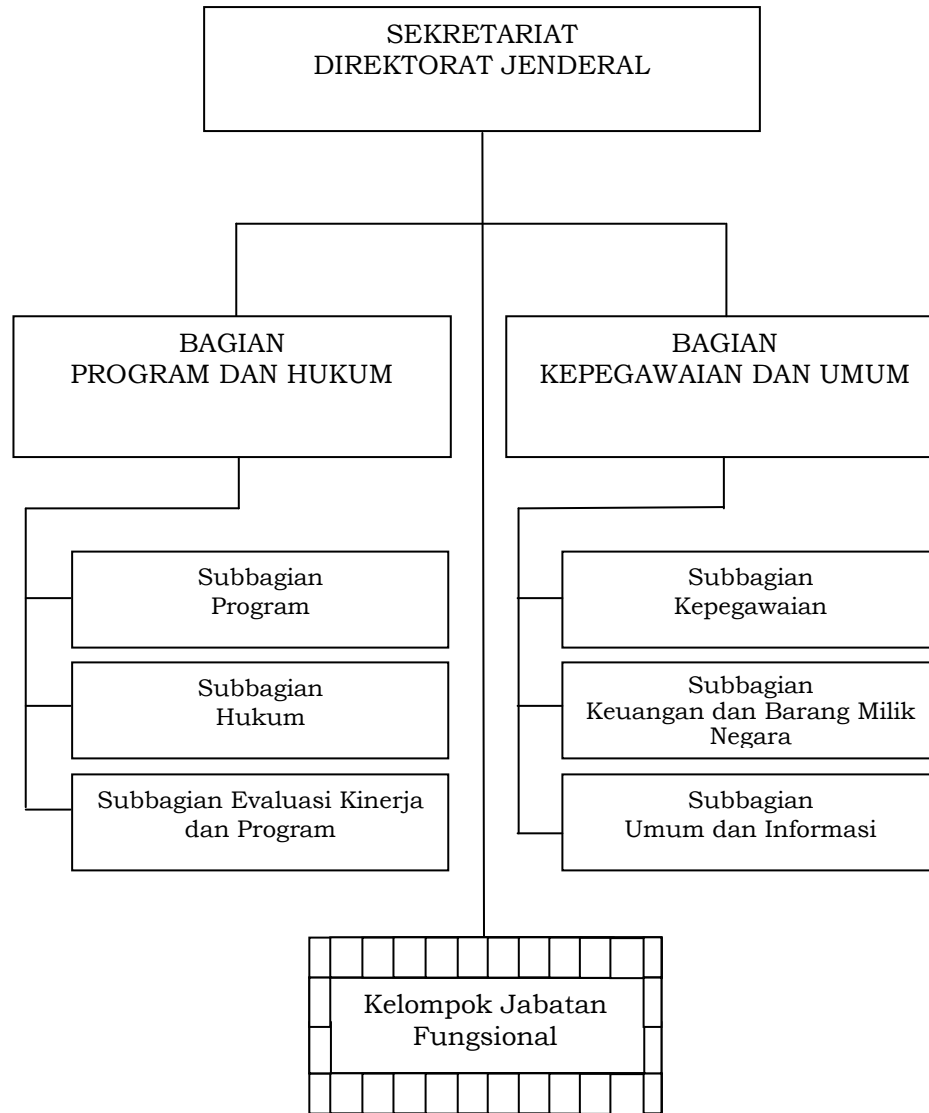 SEKRETARIAT
DIREKTORAT JENDERAL
BAGIAN
PROGRAM DAN HUKUM
BAGIAN
KEPEGAWAIAN DAN UMUM
Subbagian
Program
Subbagian
Hukum
Subbagian Evaluasi Kinerja
dan Program
Subbagian
Kepegawaian
Subbagian
Keuangan dan Barang Milik
Negara
Subbagian
Umum dan Informasi
Kelompok Jabatan
Fungsional